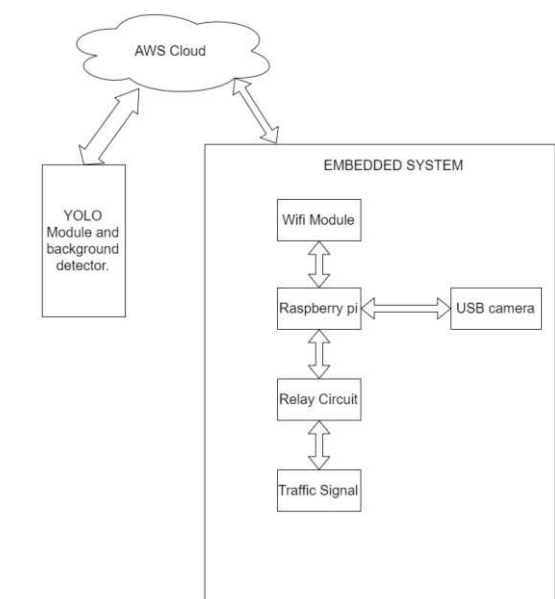 AWS Cloud
EMBEDDED SYSTEM
YOLO
Module and
background
detector.
Wifi Module
Raspberry pi
USB camera
Relay Circuit
Traffic Signal